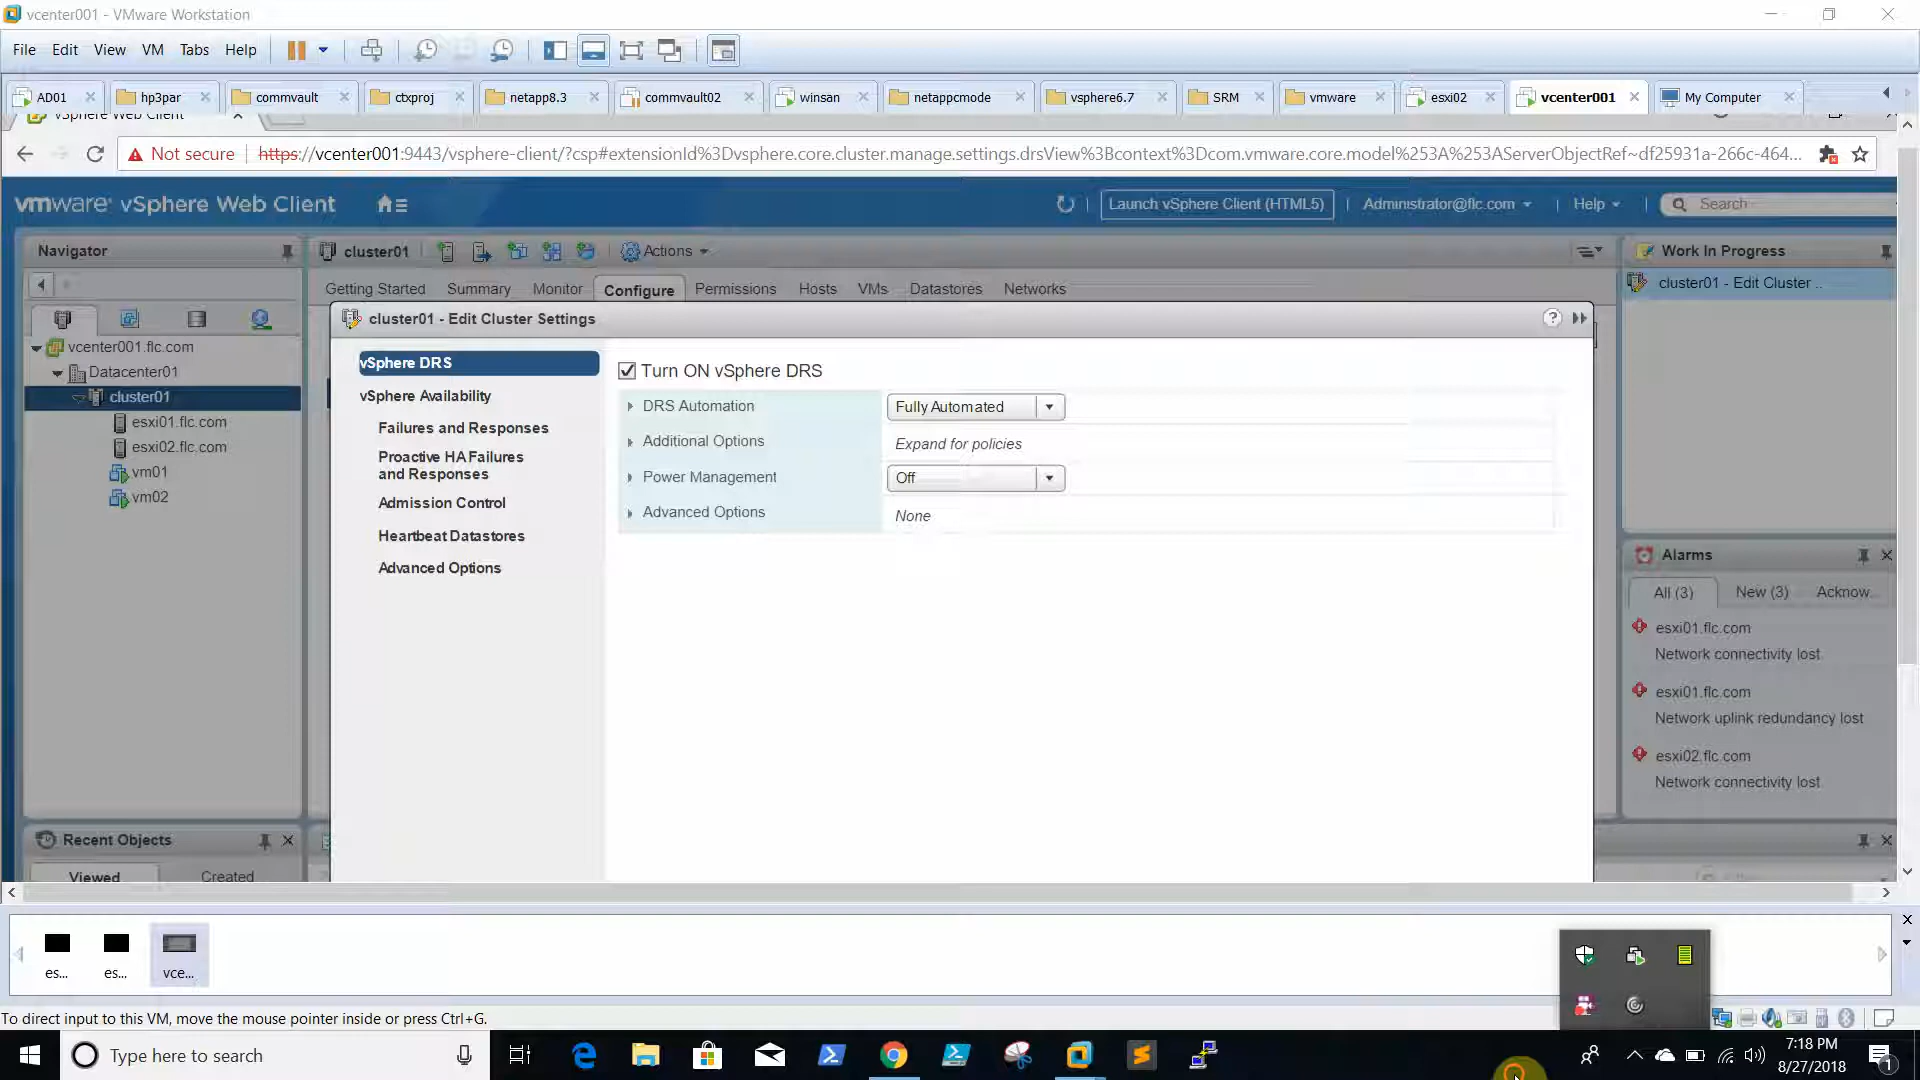 vcenter001 - VMware Workstation
File Edit View VM Tabs Help
AD01 hp3par commvault ctxproj netapp8.3 commvault02 winsan netappcmode vsphere6.7 SRM vmware esxi02 vcenter001 My Computer
vSphere Web Client
Not secure https://vcenter001:9443/vsphere-client/?csp#extensionId%3Dvsphere.core.cluster.manage.settings.drsView%3Bcontext%3Dcom.vmware.core.model%253A%253AServerObjectRef~df25931a-266c-464...
vmware® vSphere Web Client Launch vSphere Client (HTML5) Administrator@flc.com Help Search
Navigator
cluster01 Actions
Work In Progress
Getting Started Summary Monitor Configure Permissions Hosts VMs Datastores Networks
cluster01 - Edit Cluster ..
vcenter001.flc.com
Datacenter01
cluster01
esxi01.flc.com
esxi02.flc.com
vm01
vm02
cluster01 - Edit Cluster Settings
vSphere DRS
vSphere Availability
Failures and Responses
Proactive HA Failures
and Responses
Admission Control
Heartbeat Datastores
Advanced Options
Turn ON vSphere DRS
DRS Automation Fully Automated
Additional Options Expand for policies
Power Management Off
Advanced Options None
Alarms
All (3) New (3) Acknow...
esxi01.flc.com
Network connectivity lost
esxi01.flc.com
Network uplink redundancy lost
esxi02.flc.com
Network connectivity lost
Recent Objects
Viewed Created
es... es... vce...
To direct input to this VM, move the mouse pointer inside or press Ctrl+G.
Type here to search
7:18 PM
8/27/2018
1